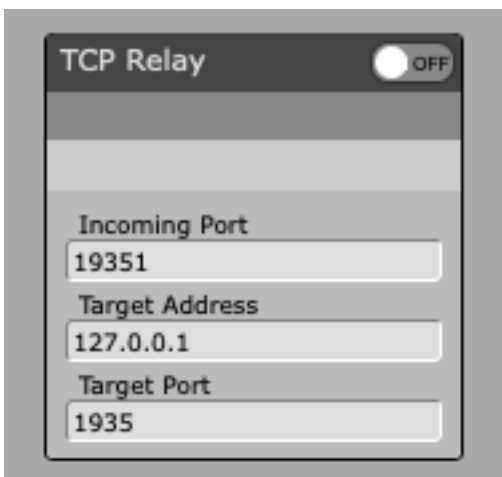 TCP Relay OFF
Incoming Port
19351
Target Address
127.0.0.1
Target Port
1935